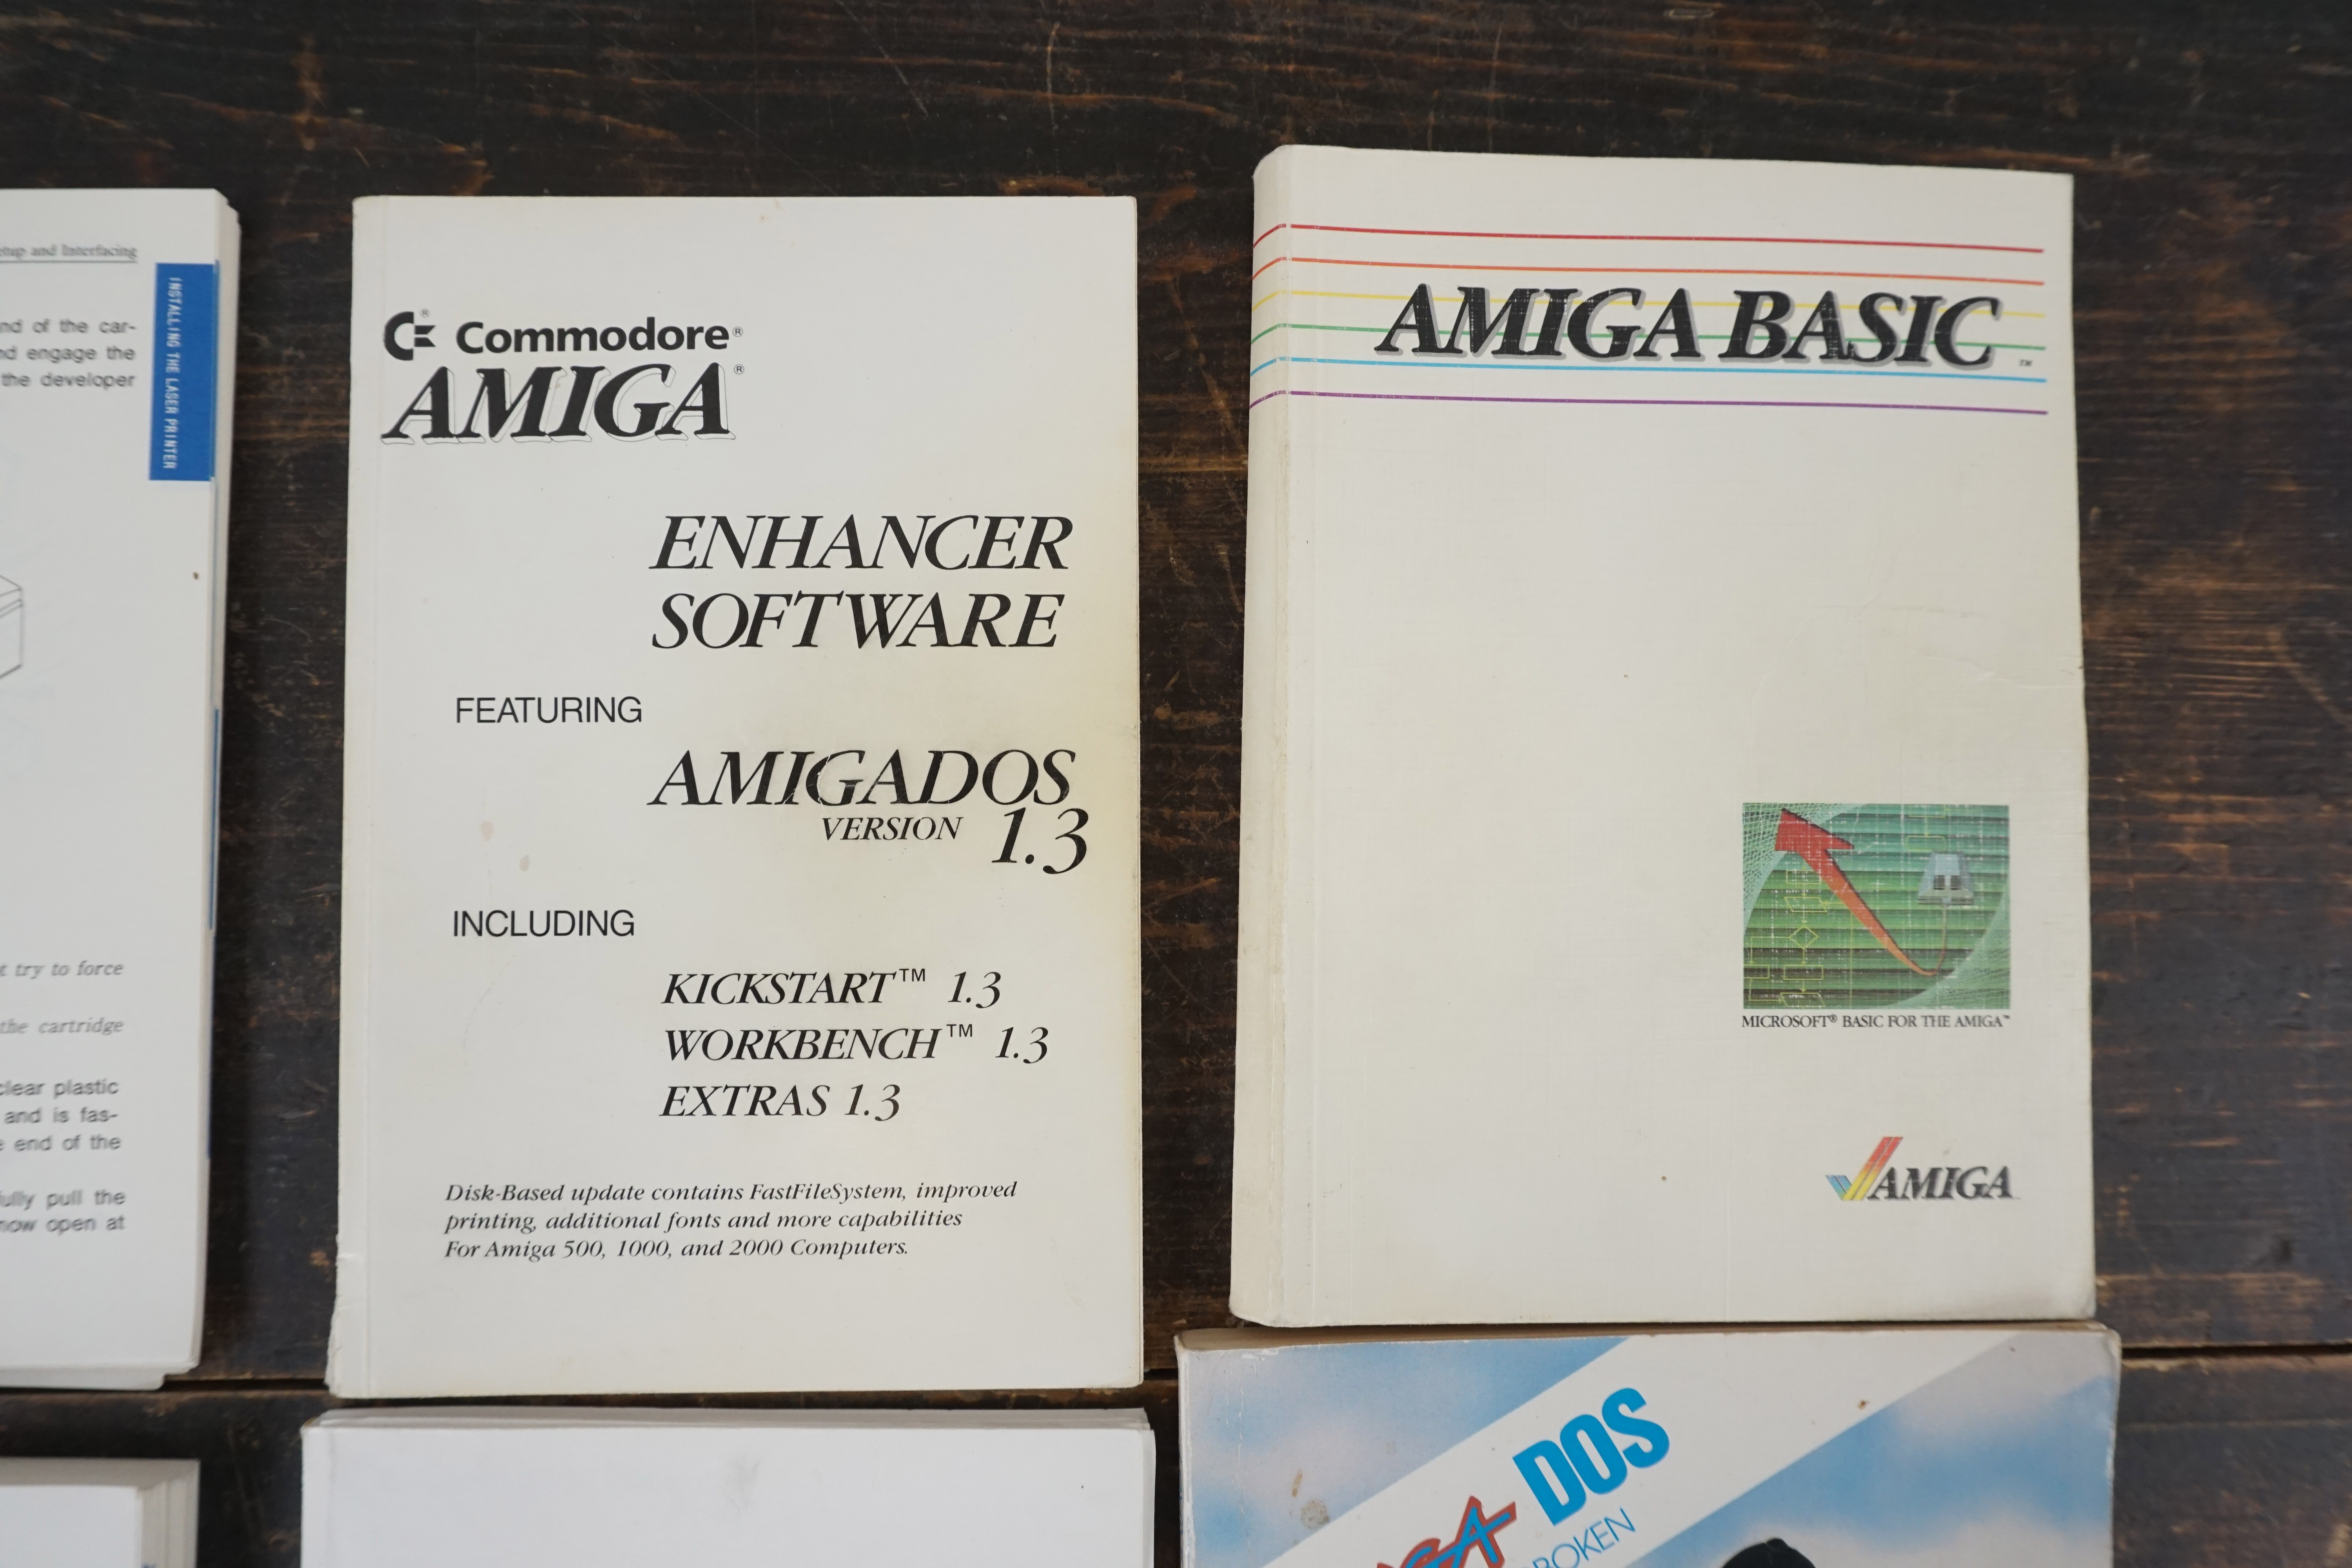 etup and Interfacing
INSTALLING THE LASER PRINTER
nd of the car-
nd engage the
the developer
t try to force
the cartridge
clear plastic
and is fas-
e end of the
fully pull the
now open at
Commodore®
AMIGA®
ENHANCER
SOFTWARE
FEATURING
AMIGADOS
VERSION 1.3
INCLUDING
KICKSTART™ 1.3
WORKBENCH™ 1.3
EXTRAS 1.3
Disk-Based update contains FastFileSystem, improved
printing, additional fonts and more capabilities
For Amiga 500, 1000, and 2000 Computers.
AMIGA BASIC™
MICROSOFT® BASIC FOR THE AMIGA™
AMIGA
GA DOS
ROKEN